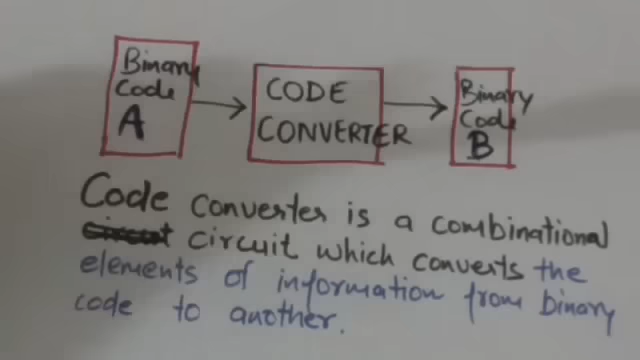 Binary
Code
A
CODE
CONVERTER
Binary
Code
B
Code converter is a combinational
circuit which converts the
elements of information from binary
code to another.